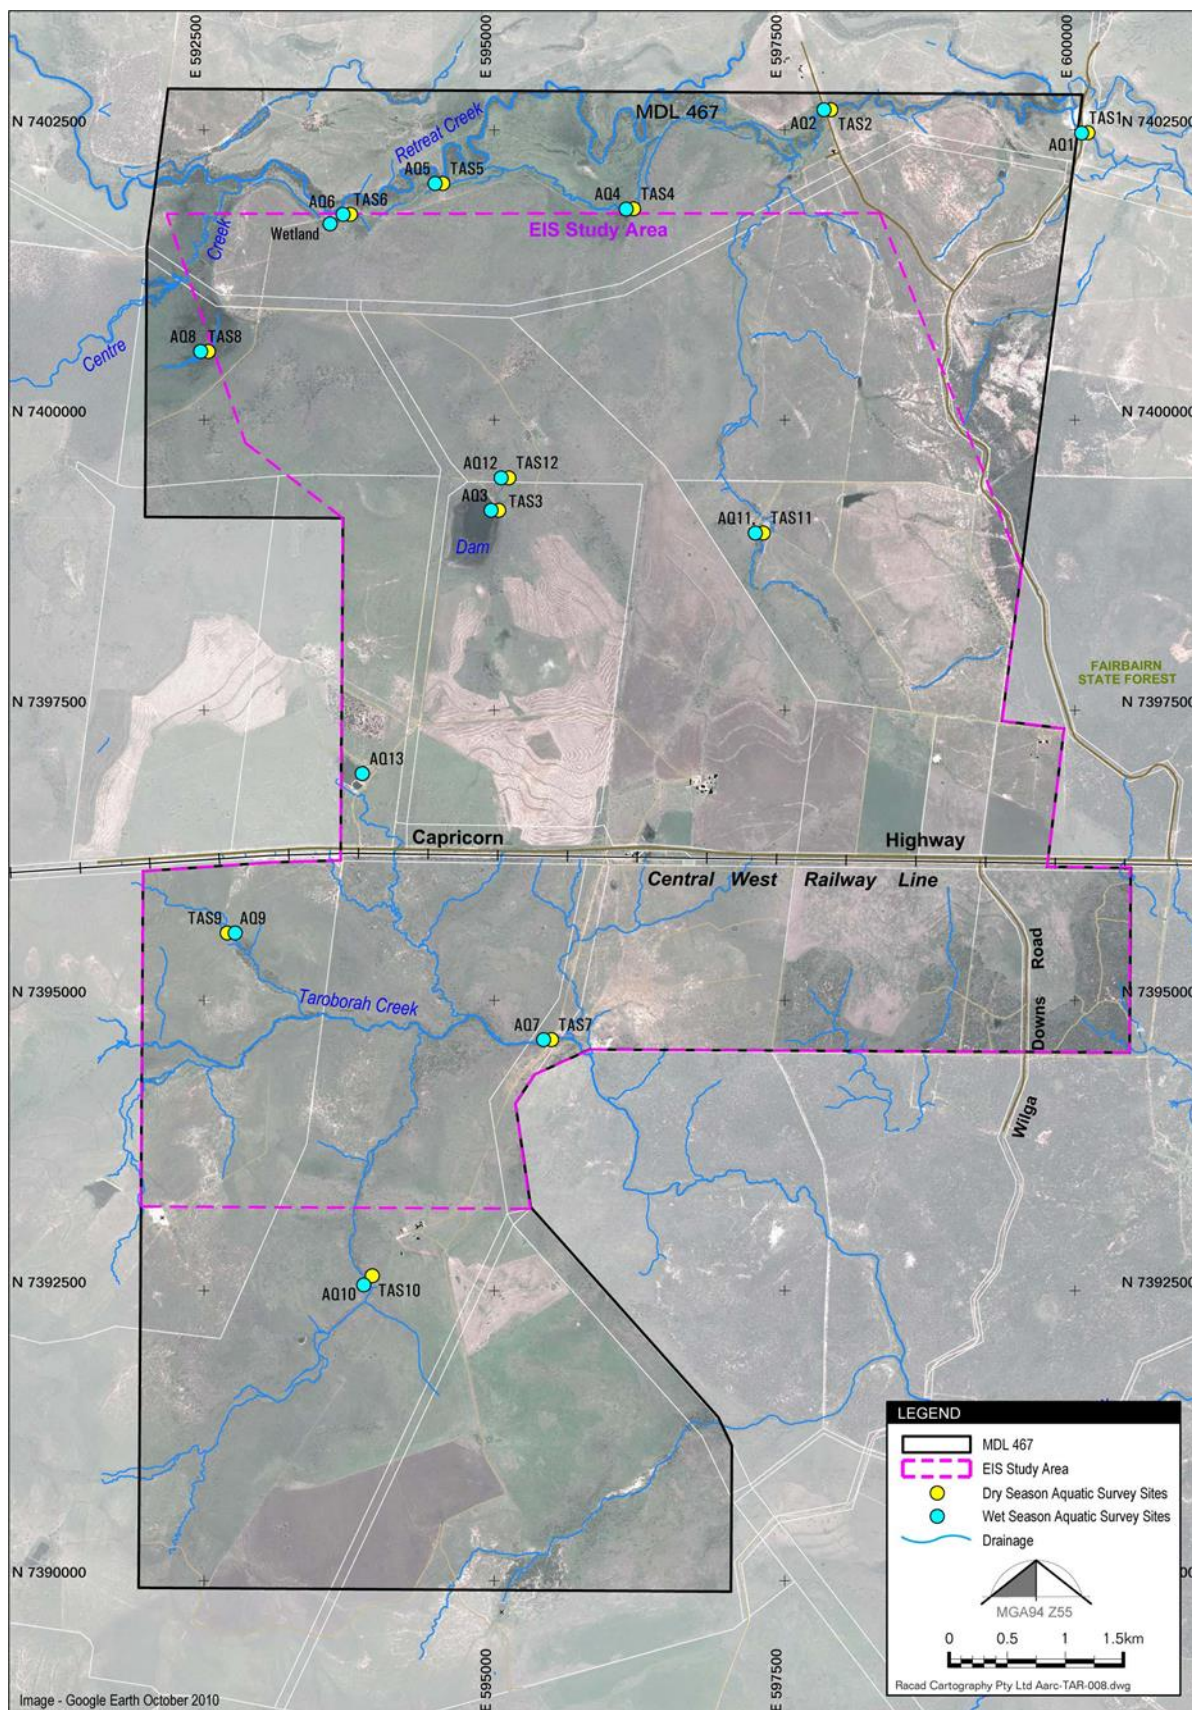 E 592500
E 595000
E 597500
E 600000
MDL 467
N 7402500
N 7402500
AQ2
TAS2
TAS1
AQ1
Retreat Creek
AQ5
TAS5
AQ6
TAS6
AQ4
TAS4
Wetland
EIS Study Area
Creek
Centre
AQ8
TAS8
N 7400000
N 7400000
AQ12
TAS12
AQ3
TAS3
AQ11
TAS11
Dam
FAIRBAIRN
STATE FOREST
N 7397500
N 7397500
AQ13
Capricorn
Highway
Central West Railway Line
TAS9
AQ9
Taroborah Creek
N 7395000
N 7395000
AQ7
TAS7
Wilga Downs Road
N 7392500
N 7392500
AQ10
TAS10
N 7390000
LEGEND
MDL 467
EIS Study Area
Dry Season Aquatic Survey Sites
Wet Season Aquatic Survey Sites
Drainage
MGA94 Z55
0 0.5 1 1.5km
Racad Cartography Pty Ltd Aarc-TAR-008.dwg
E 595000
E 597500
Image - Google Earth October 2010